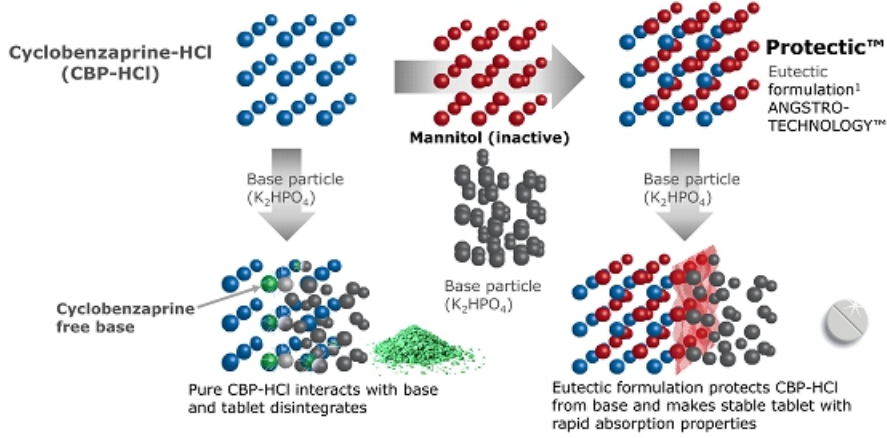 Cyclobenzaprine-HCl
(CBP-HCl)
Protectic™
Eutectic
formulation¹
ANGSTRO-
TECHNOLOGY™
Mannitol (inactive)
Base particle
(K₂HPO₄)
Base particle
(K₂HPO₄)
Base particle
(K₂HPO₄)
Cyclobenzaprine
free base
Pure CBP-HCl interacts with base
and tablet disintegrates
Eutectic formulation protects CBP-HCl
from base and makes stable tablet with
rapid absorption properties